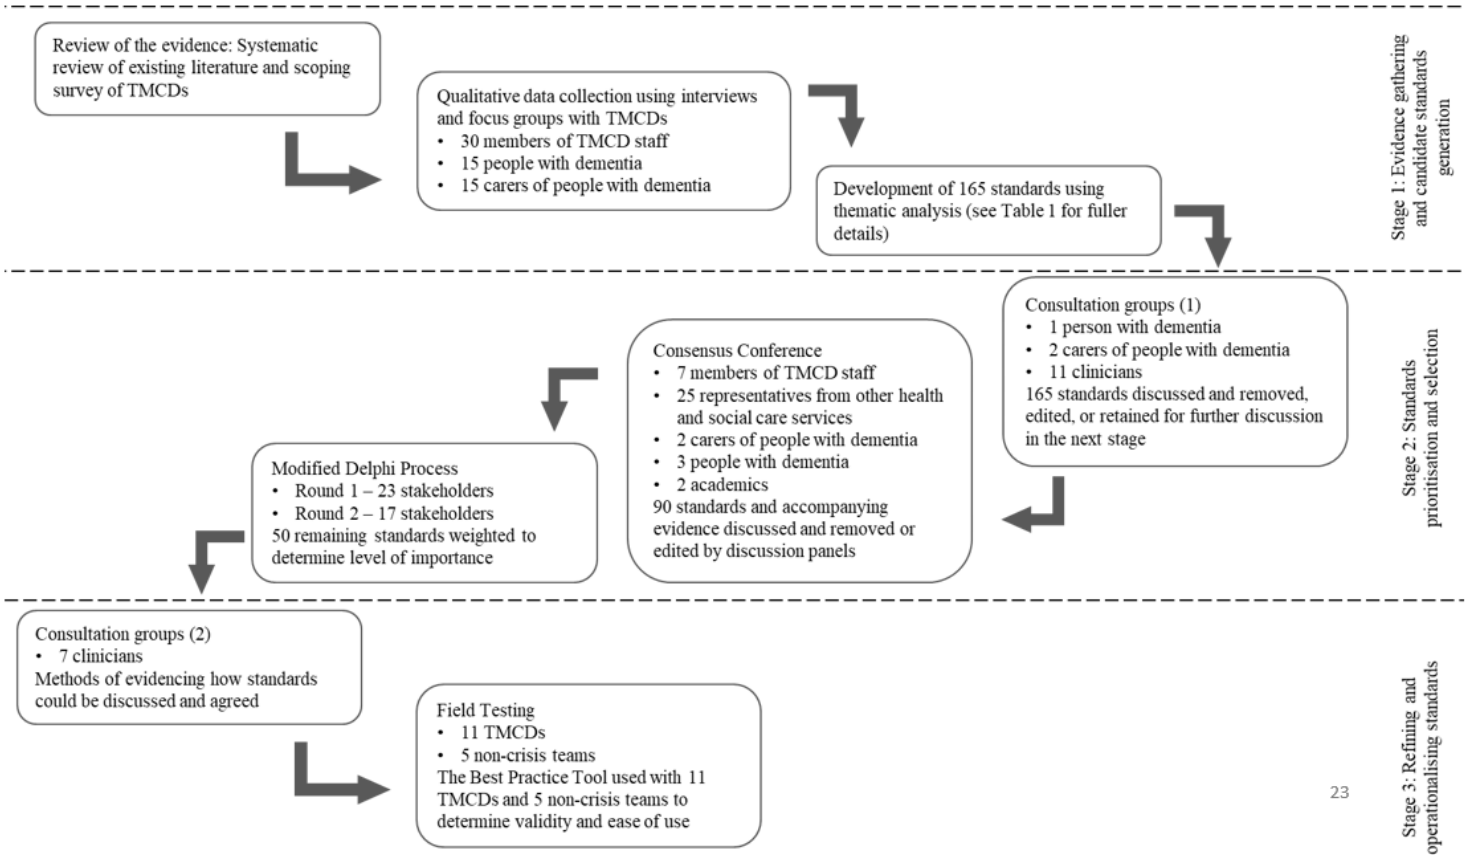 Review of the evidence: Systematic
review of existing literature and scoping
survey of TMCDs
Qualitative data collection using interviews
and focus groups with TMCDs
• 30 members of TMCD staff
• 15 people with dementia
• 15 carers of people with dementia
Development of 165 standards using
thematic analysis (see Table 1 for fuller
details)
Stage 1: Evidence gathering
and candidate standards
generation
Consultation groups (1)
• 1 person with dementia
• 2 carers of people with dementia
• 11 clinicians
165 standards discussed and removed,
edited, or retained for further discussion
in the next stage
Consensus Conference
• 7 members of TMCD staff
• 25 representatives from other health
and social care services
• 2 carers of people with dementia
• 3 people with dementia
• 2 academics
90 standards and accompanying
evidence discussed and removed or
edited by discussion panels
Modified Delphi Process
• Round 1 – 23 stakeholders
• Round 2 – 17 stakeholders
50 remaining standards weighted to
determine level of importance
Stage 2: Standards
prioritisation and selection
Consultation groups (2)
• 7 clinicians
Methods of evidencing how standards
could be discussed and agreed
Field Testing
• 11 TMCDs
• 5 non-crisis teams
The Best Practice Tool used with 11
TMCDs and 5 non-crisis teams to
determine validity and ease of use
Stage 3: Refining and
operationalising standards
23